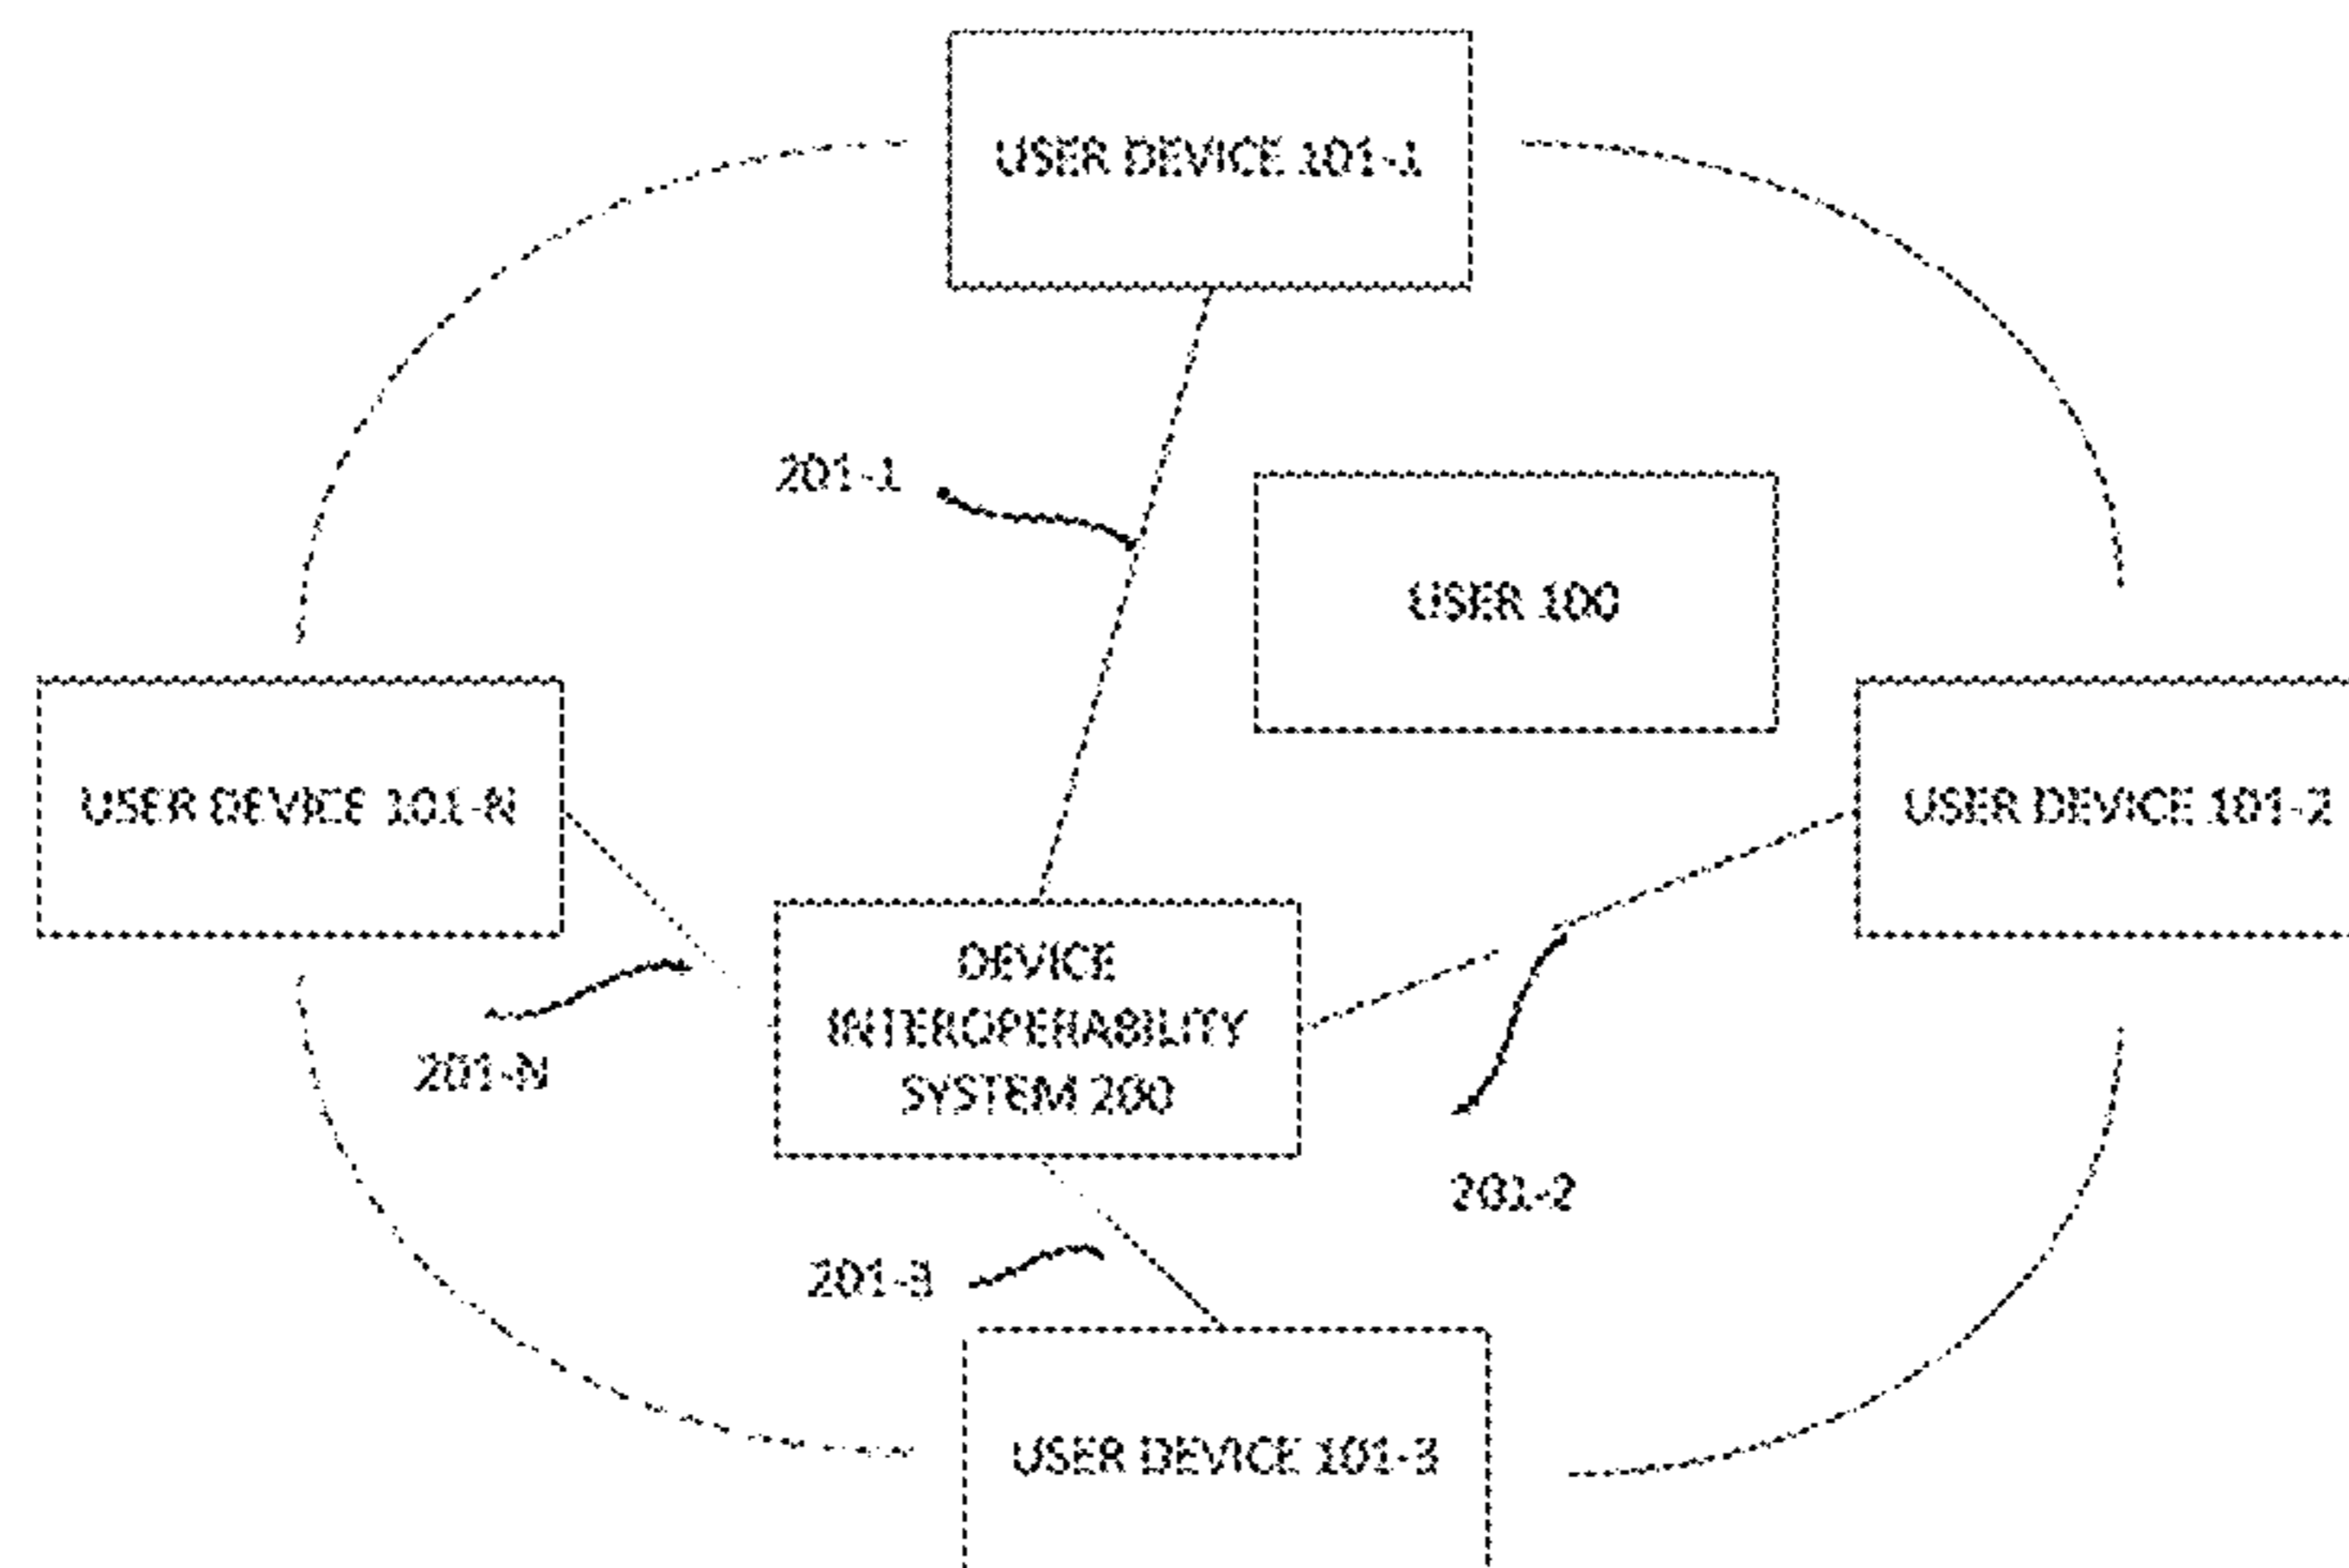 USER DEVICE 101-1
201-1
USER 100
USER DEVICE 101-N
USER DEVICE 101-2
DEVICE
INTEROPERABILITY
SYSTEM 200
201-N
201-2
201-3
USER DEVICE 101-3